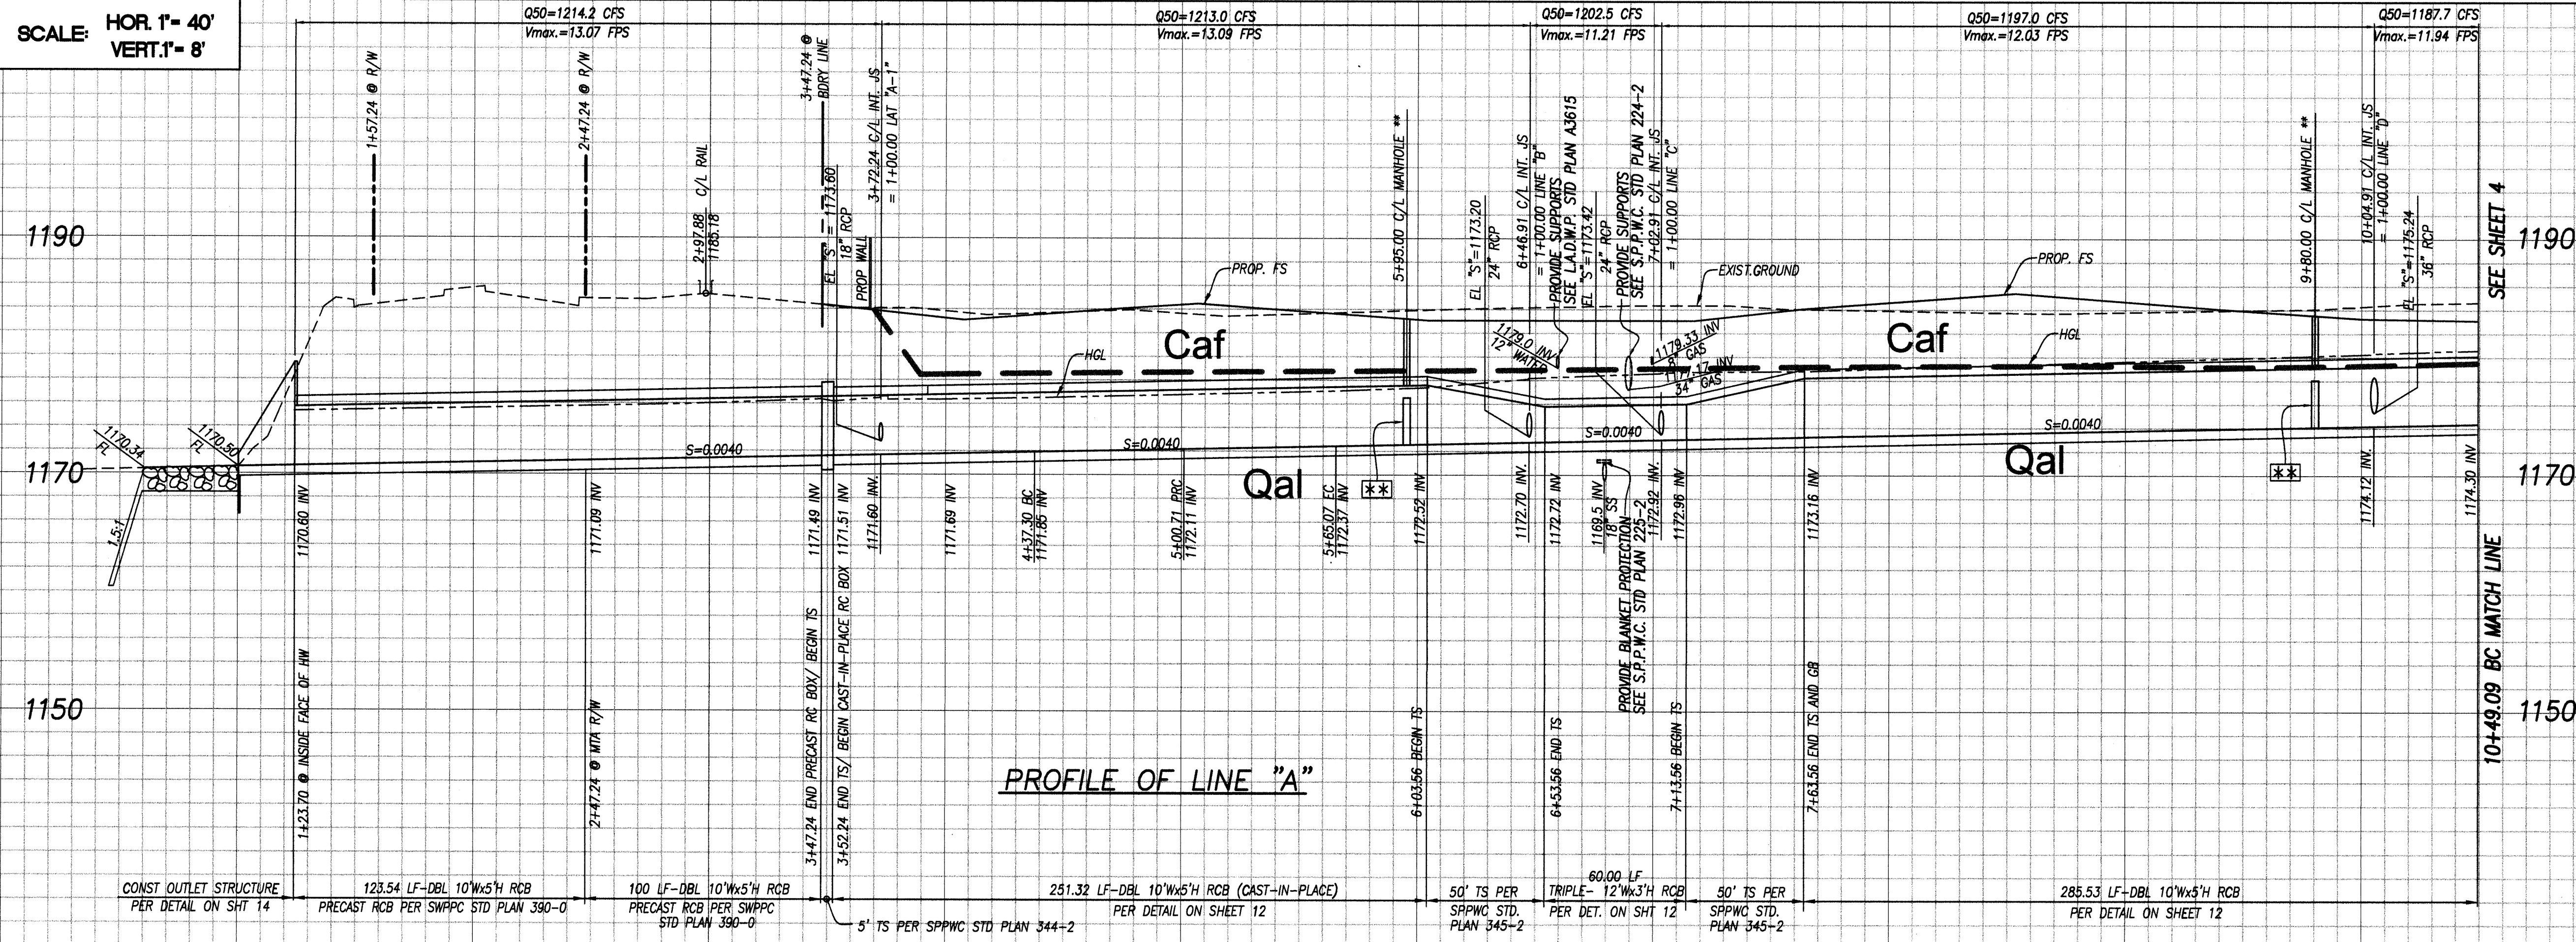 SCALE: HOR. 1"= 40'
VERT.1"= 8'
Q50=1214.2 CFS
Vmax.=13.07 FPS
Q50=1213.0 CFS
Vmax.=13.09 FPS
Q50=1202.5 CFS
Vmax.=11.21 FPS
Q50=1197.0 CFS
Vmax.=12.03 FPS
Q50=1187.7 CFS
Vmax.=11.94 FPS
1+57.24 @ R/W
2+47.24 @ R/W
2+97.88 C/L RAIL
1185.18
3+47.24 @
BDRY LINE
EL "S" = 1173.60
18" RCP
PROP WALL
3+72.24 C/L INT. JS
= 1+00.00 LAT "A-1"
PROP. FS
5+95.00 C/L MANHOLE **
EL "S"=1173.20
24" RCP
6+46.91 C/L INT. JS
= 1+00.00 LINE "B"
PROVIDE SUPPORTS
SEE L.A.D.W.P. STD PLAN A3615
EL "S"=1173.42
24" RCP
PROVIDE SUPPORTS
SEE S.P.P.W.C. STD PLAN 224-2
7+02.91 C/L INT. JS
= 1+00.00 LINE "C"
EXIST.GROUND
PROP. FS
9+80.00 C/L MANHOLE **
10+04.91 C/L INT. JS
= 1+00.00 LINE "D"
EL "S"=1175.24
36" RCP
SEE SHEET 4
1190
1190
Caf
Caf
HGL
HGL
1179.0 INV
12" WATER
1179.33 INV
8" GAS
1177.17 INV
34" GAS
1170.34
FL
1170.50
FL
1.5:1
S=0.0040
S=0.0040
S=0.0040
S=0.0040
1170
1170
Qal
Qal
**
**
1170.60 INV
1171.09 INV
1171.49 INV
1171.51 INV
1171.60 INV.
1171.69 INV
4+37.30 BC
1171.85 INV
5+00.71 PRC
1172.11 INV
5+65.07 EC
1172.37 INV
1172.52 INV
1172.70 INV.
1172.72 INV
1169.5 INV
18" SS
PROVIDE BLANKET PROTECTION
SEE S.P.P.W.C. STD PLAN 225-2
1172.92 INV.
1172.96 INV
1173.16 INV
1174.12 INV.
1174.30 INV
1150
1150
1+23.70 @ INSIDE FACE OF HW
2+47.24 @ MTA R/W
3+47.24 END PRECAST RC BOX/ BEGIN TS
3+52.24 END TS/ BEGIN CAST-IN-PLACE RC BOX
6+03.56 BEGIN TS
6+53.56 END TS
7+13.56 BEGIN TS
7+63.56 END TS AND GB
10+49.09 BC MATCH LINE
PROFILE OF LINE "A"
CONST OUTLET STRUCTURE
PER DETAIL ON SHT 14
123.54 LF-DBL 10'Wx5'H RCB
PRECAST RCB PER SWPPC STD PLAN 390-0
100 LF-DBL 10'Wx5'H RCB
PRECAST RCB PER SWPPC
STD PLAN 390-0
5' TS PER SPPWC STD PLAN 344-2
251.32 LF-DBL 10'Wx5'H RCB (CAST-IN-PLACE)
PER DETAIL ON SHEET 12
50' TS PER
SPPWC STD.
PLAN 345-2
60.00 LF
TRIPLE- 12'Wx3'H RCB
PER DET. ON SHT 12
50' TS PER
SPPWC STD.
PLAN 345-2
285.53 LF-DBL 10'Wx5'H RCB
PER DETAIL ON SHEET 12